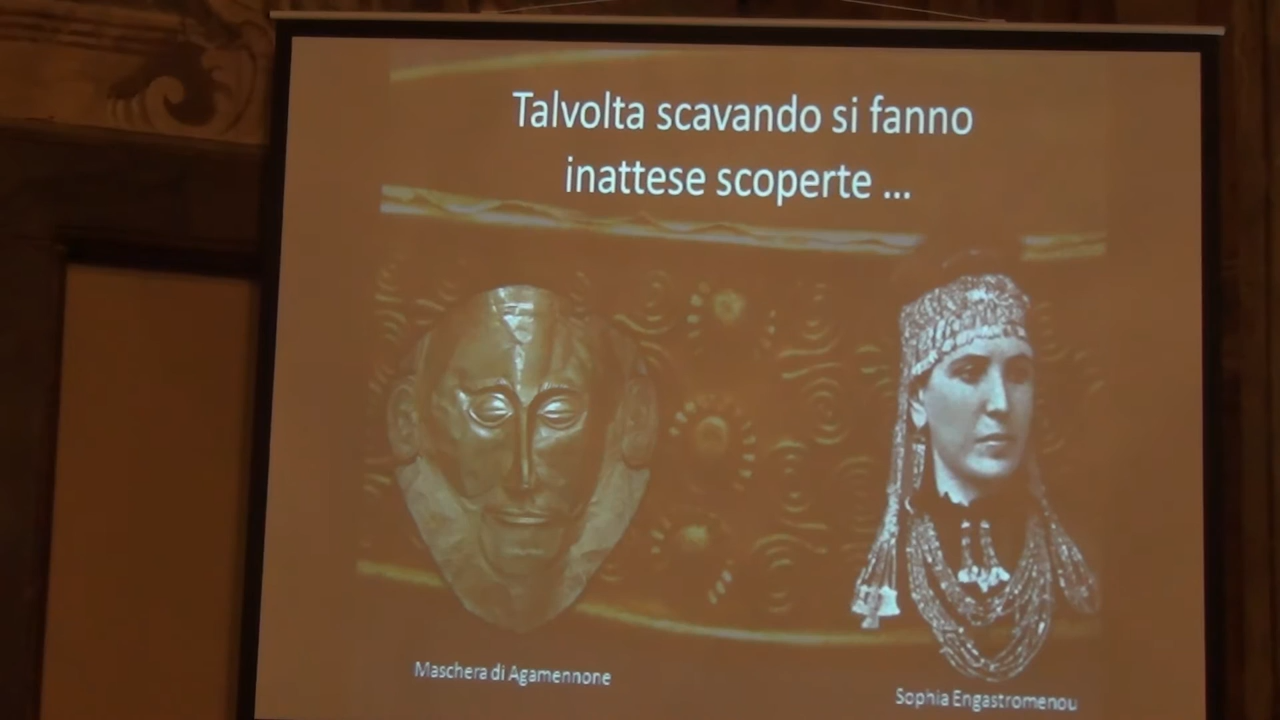 Talvolta scavando si fanno
inattese scoperte ...
Maschera di Agamennone
Sophia Engastromenou